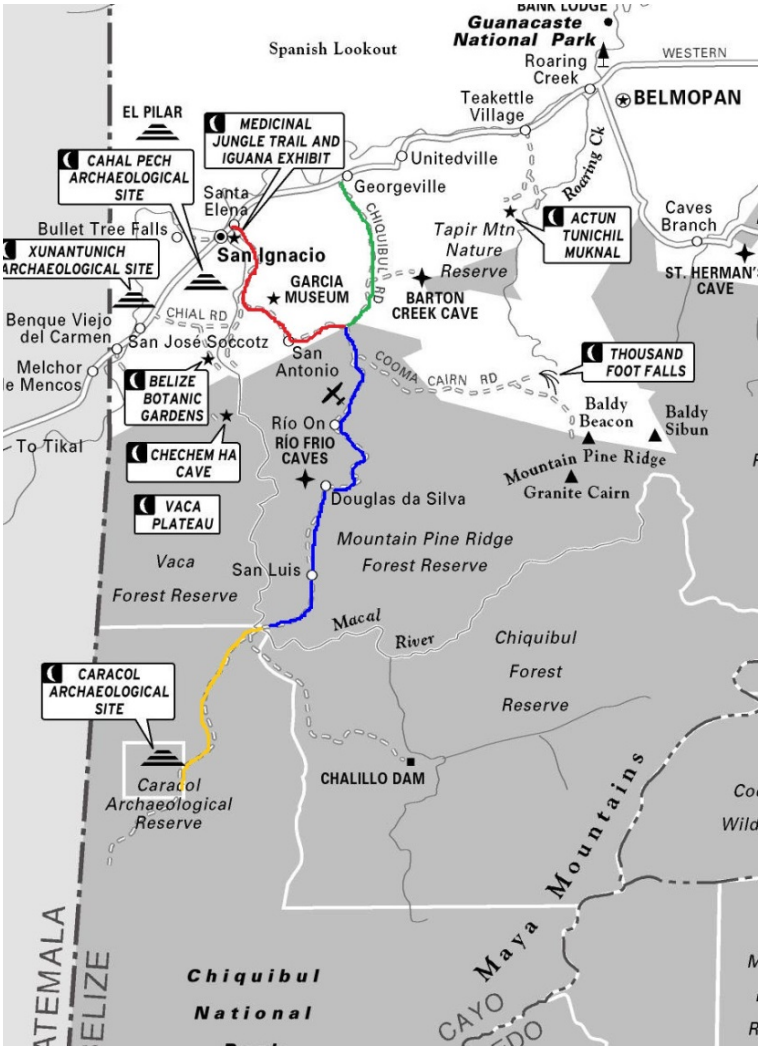 BANK LODGE
Guanacaste
National Park
Spanish Lookout
Roaring
Creek
WESTERN
Teakettle
Village
BELMOPAN
EL PILAR
MEDICINAL
JUNGLE TRAIL AND
IGUANA EXHIBIT
CAHAL PECH
ARCHAEOLOGICAL
SITE
Unitedville
Roaring Ck
Georgeville
Santa
Elena
Bullet Tree Falls
San Ignacio
CHIQUIBUL RD
Tapir Mtn
Nature
Reserve
ACTUN
TUNICHIL
MUKNAL
Caves
Branch
XUNANTUNICH
ARCHAEOLOGICAL SITE
GARCIA
MUSEUM
BARTON
CREEK CAVE
ST. HERMAN'S
CAVE
CHIAL RD
Benque Viejo
del Carmen
San José Soccotz
San
Antonio
COOMA CAIRN RD
THOUSAND
FOOT FALLS
Melchor
de Mencos
BELIZE
BOTANIC
GARDENS
Baldy
Beacon
Baldy
Sibun
To Tikal
Río On
RÍO FRIO
CAVES
CHECHEM HA
CAVE
Mountain Pine Ridge
Granite Cairn
VACA
PLATEAU
Douglas da Silva
Mountain Pine Ridge
Forest Reserve
Vaca
Forest Reserve
San Luis
Macal
River
Chiquibul
Forest
Reserve
CARACOL
ARCHAEOLOGICAL
SITE
CHALILLO DAM
Caracol
Archaeological
Reserve
Maya Mountains
Wild
Chiquibul
National
GUATEMALA
BELIZE
CAYO